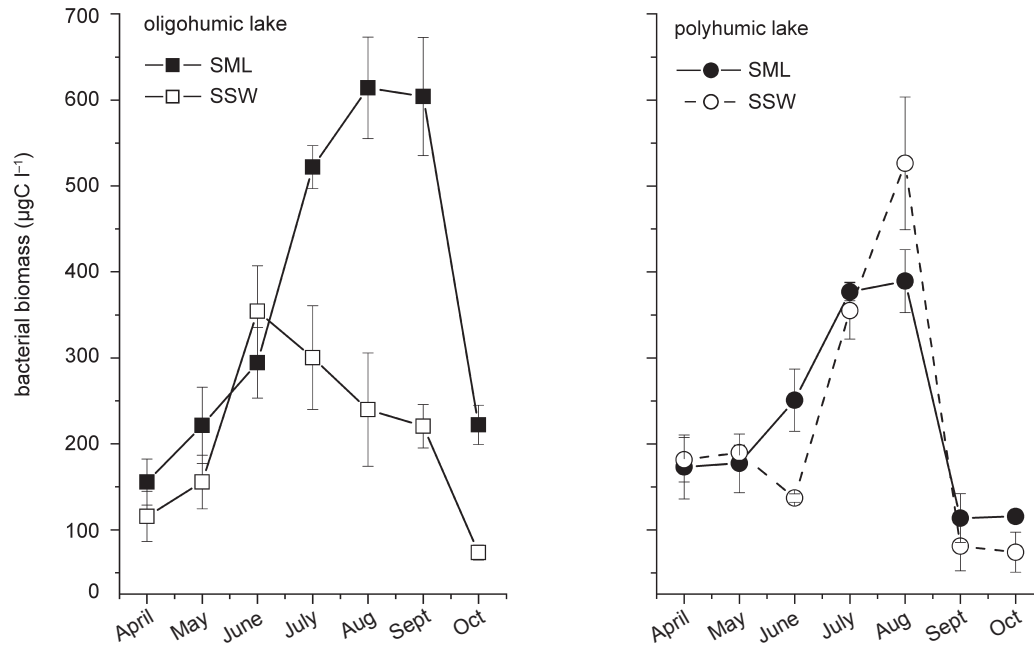 bacterial biomass (µgC l⁻¹)
700
600
500
400
300
200
100
0
oligohumic lake
SML
SSW
April May June July Aug Sept Oct
polyhumic lake
SML
SSW
April May June July Aug Sept Oct